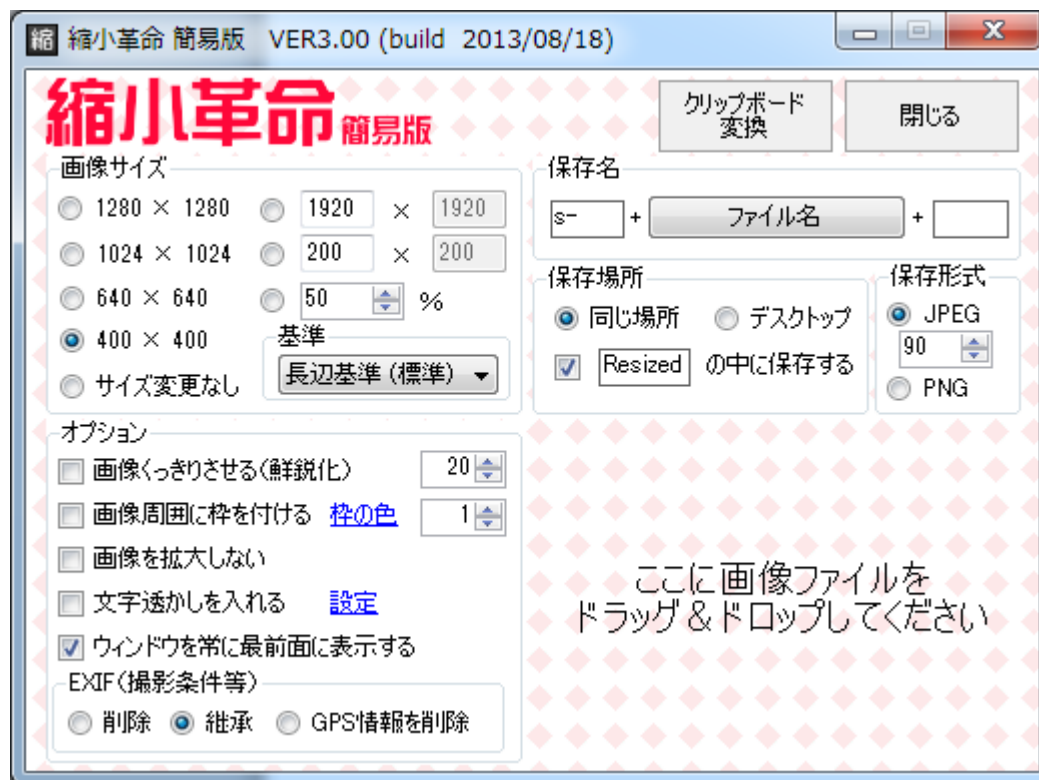 縮 縮小革命 簡易版 VER3.00 (build 2013/08/18)
縮小革命 簡易版
クリップボード
変換
閉じる
画像サイズ
1280 × 1280 1920 × 1920
1024 × 1024 200 × 200
640 × 640 50 %
400 × 400
基準
長辺基準 (標準)
サイズ変更なし
保存名
s- + ファイル名 +
保存場所
同じ場所 デスクトップ
Resized の中に保存する
保存形式
JPEG
90
PNG
オプション
画像くっきりさせる(鮮鋭化) 20
画像周囲に枠を付ける 枠の色 1
画像を拡大しない
文字透かしを入れる 設定
ウィンドウを常に最前面に表示する
EXIF(撮影条件等)
削除 継承 GPS情報を削除
ここに画像ファイルを
ドラッグ&ドロップしてください